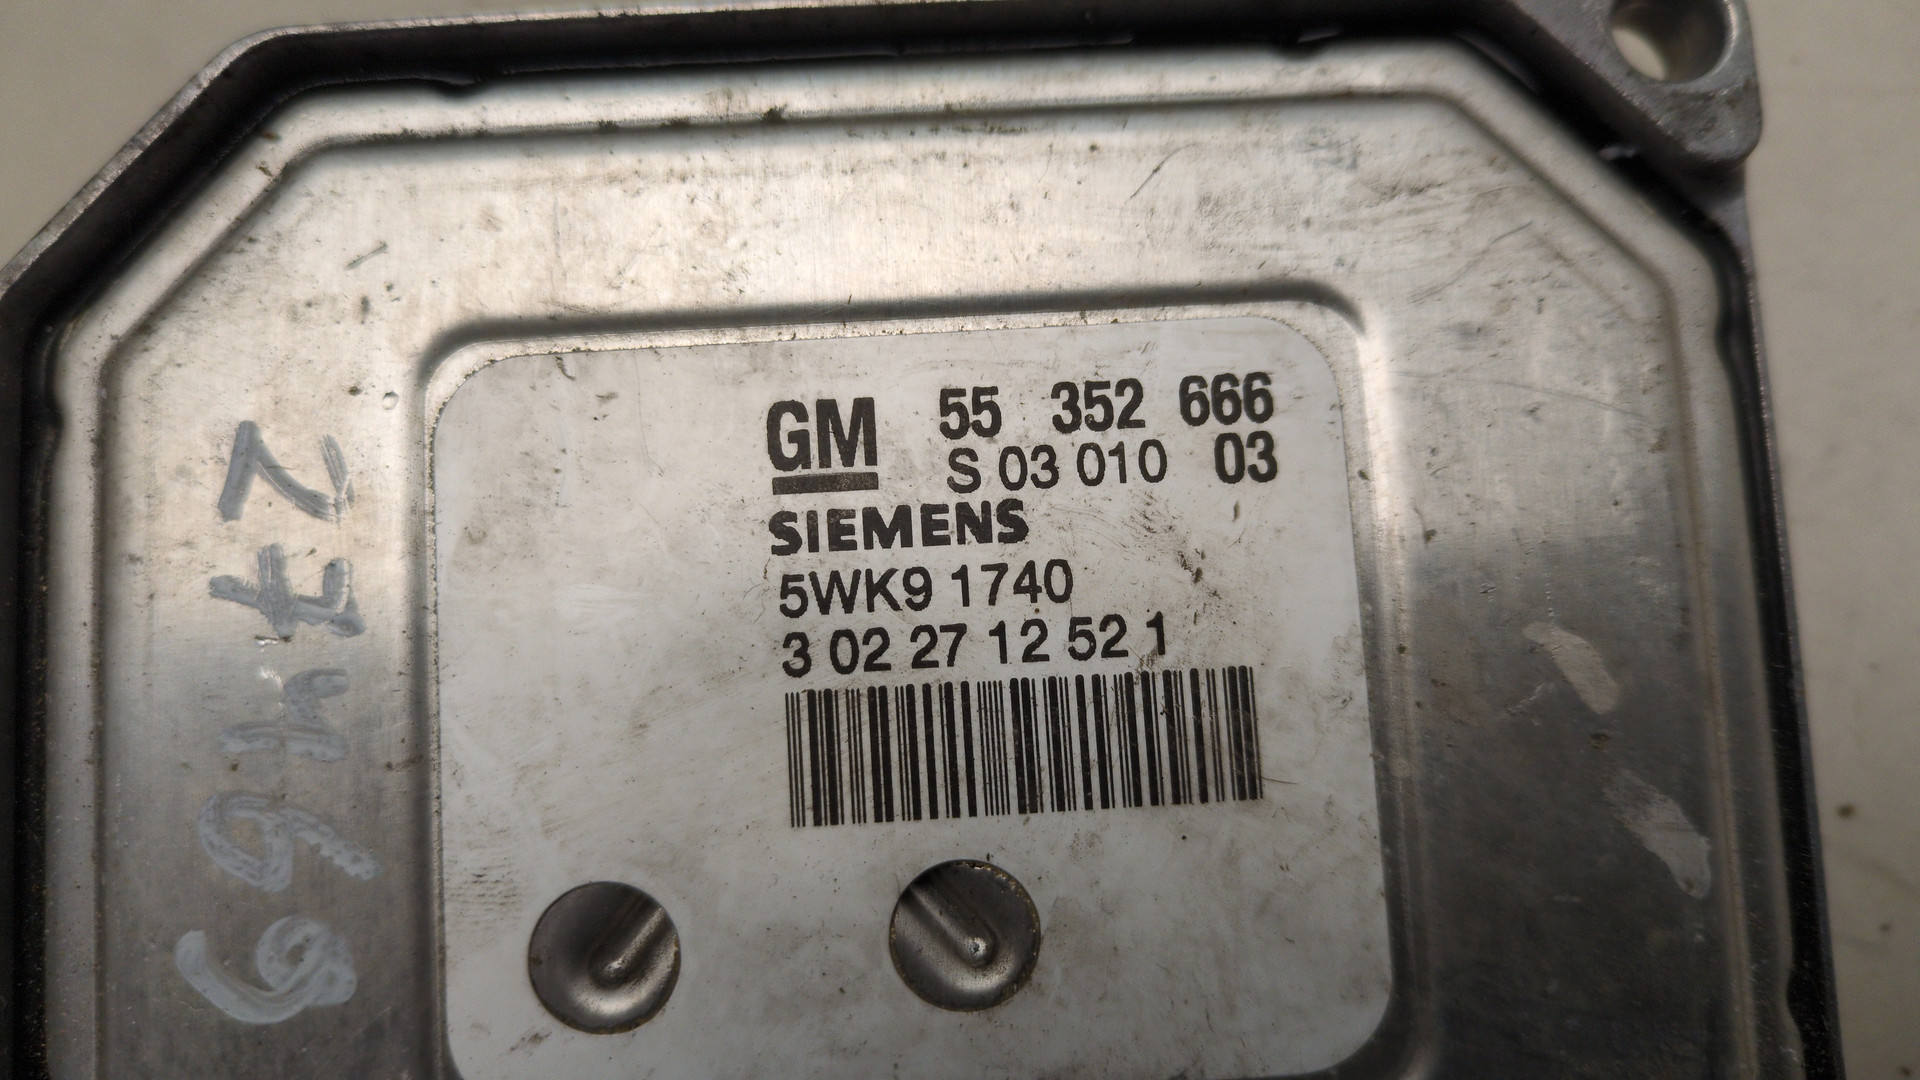 GM 55 352 666
S 03 010 03
SIEMENS
5WK9 1740
3 02 27 12 52 1